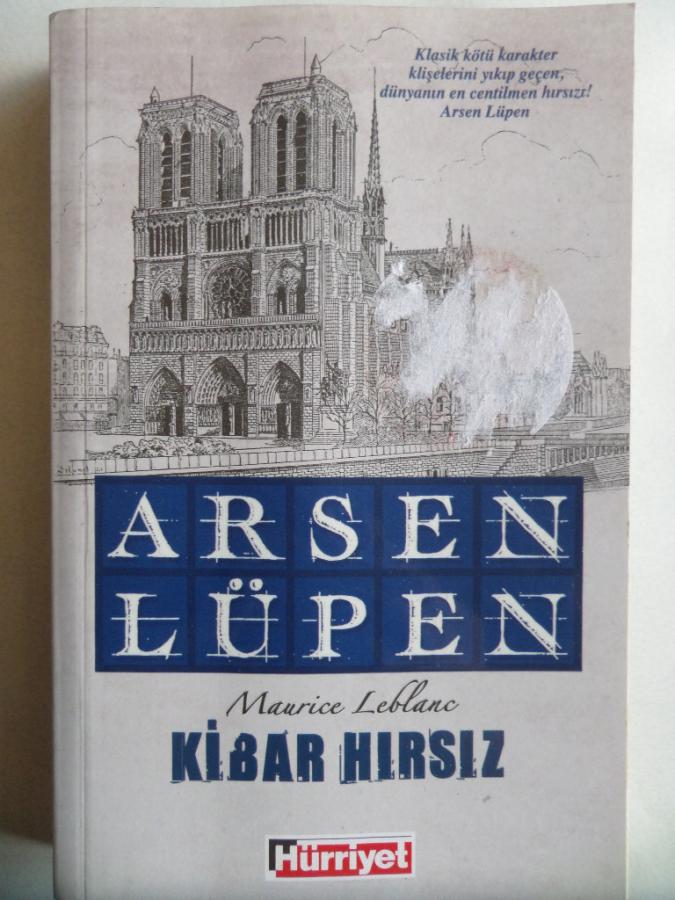 Klasik kötü karakter
klişelerini yıkıp geçen,
dünyanın en centilmen hırsızı!
Arsen Lüpen
ARSEN
LÜPEN
Maurice Leblanc
KİBAR HIRSIZ
Hürriyet